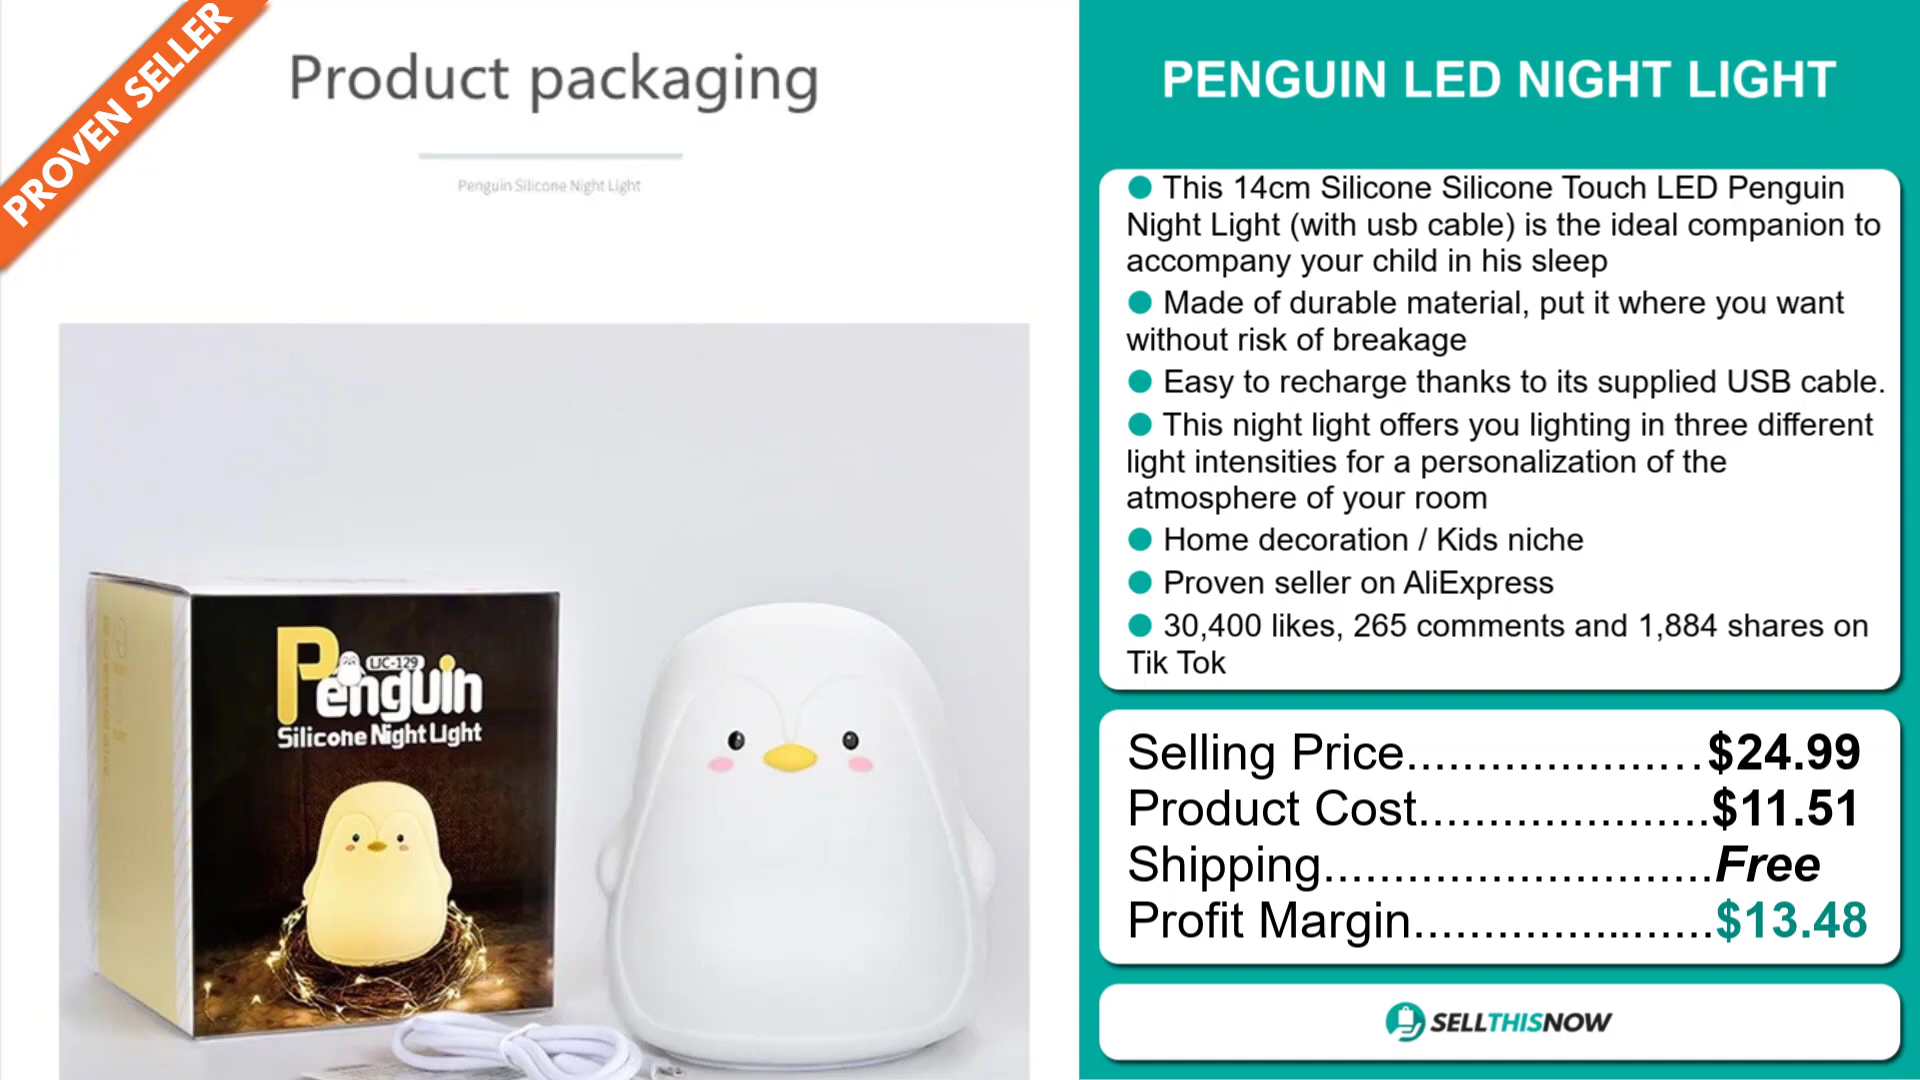 PROVEN SELLER
Product packaging
Penguin Silicone Night Light
LJC-129
Penguin
Silicone Night Light
PENGUIN LED NIGHT LIGHT
● This 14cm Silicone Silicone Touch LED Penguin
Night Light (with usb cable) is the ideal companion to
accompany your child in his sleep
● Made of durable material, put it where you want
without risk of breakage
● Easy to recharge thanks to its supplied USB cable.
● This night light offers you lighting in three different
light intensities for a personalization of the
atmosphere of your room
● Home decoration / Kids niche
● Proven seller on AliExpress
● 30,400 likes, 265 comments and 1,884 shares on
Tik Tok
Selling Price.....................$24.99
Product Cost.....................$11.51
Shipping............................Free
Profit Margin......................$13.48
SELLTHISNOW